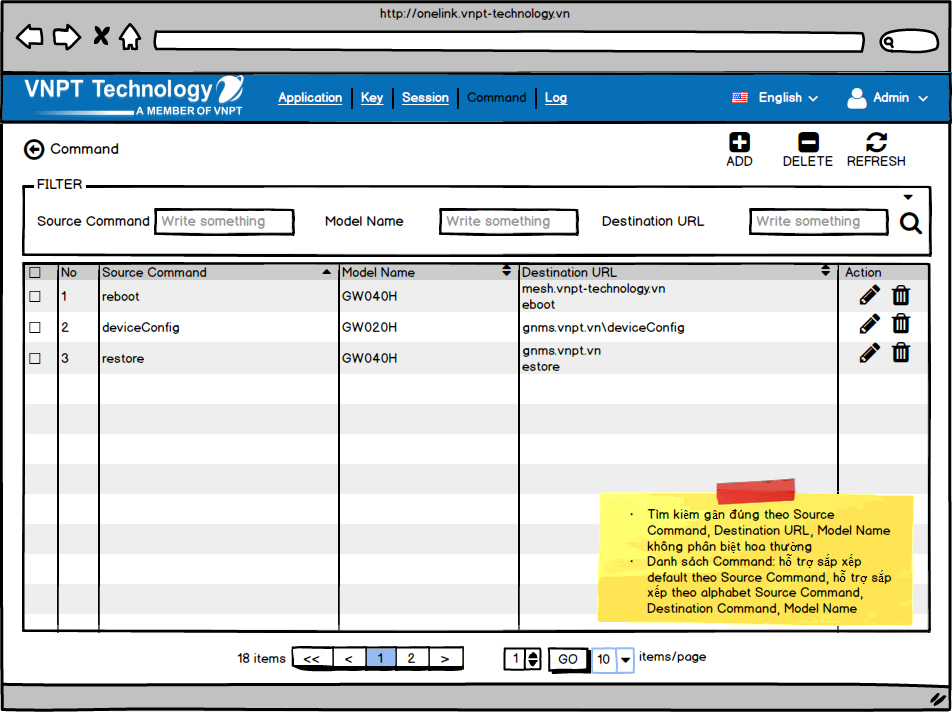 http://onelink.vnpt-technology.vn
VNPT Technology
A MEMBER OF VNPT
Application Key Session Command Log
English Admin
Command
ADD DELETE REFRESH
FILTER
Source Command Write something Model Name Write something Destination URL Write something
No Source Command Model Name Destination URL Action
1 reboot GW040H mesh.vnpt-technology.vn
eboot
2 deviceConfig GW020H gnms.vnpt.vn\deviceConfig
3 restore GW040H gnms.vnpt.vn
estore
· Tìm kiêm gần đúng theo Source
Command, Destination URL, Model Name
không phân biệt hoa thường
· Danh sách Command: hỗ trợ sắp xếp
default theo Source Command, hỗ trợ sắp
xếp theo alphabet Source Command,
Destination Command, Model Name
18 items << < 1 2 > 1 GO 10 items/page